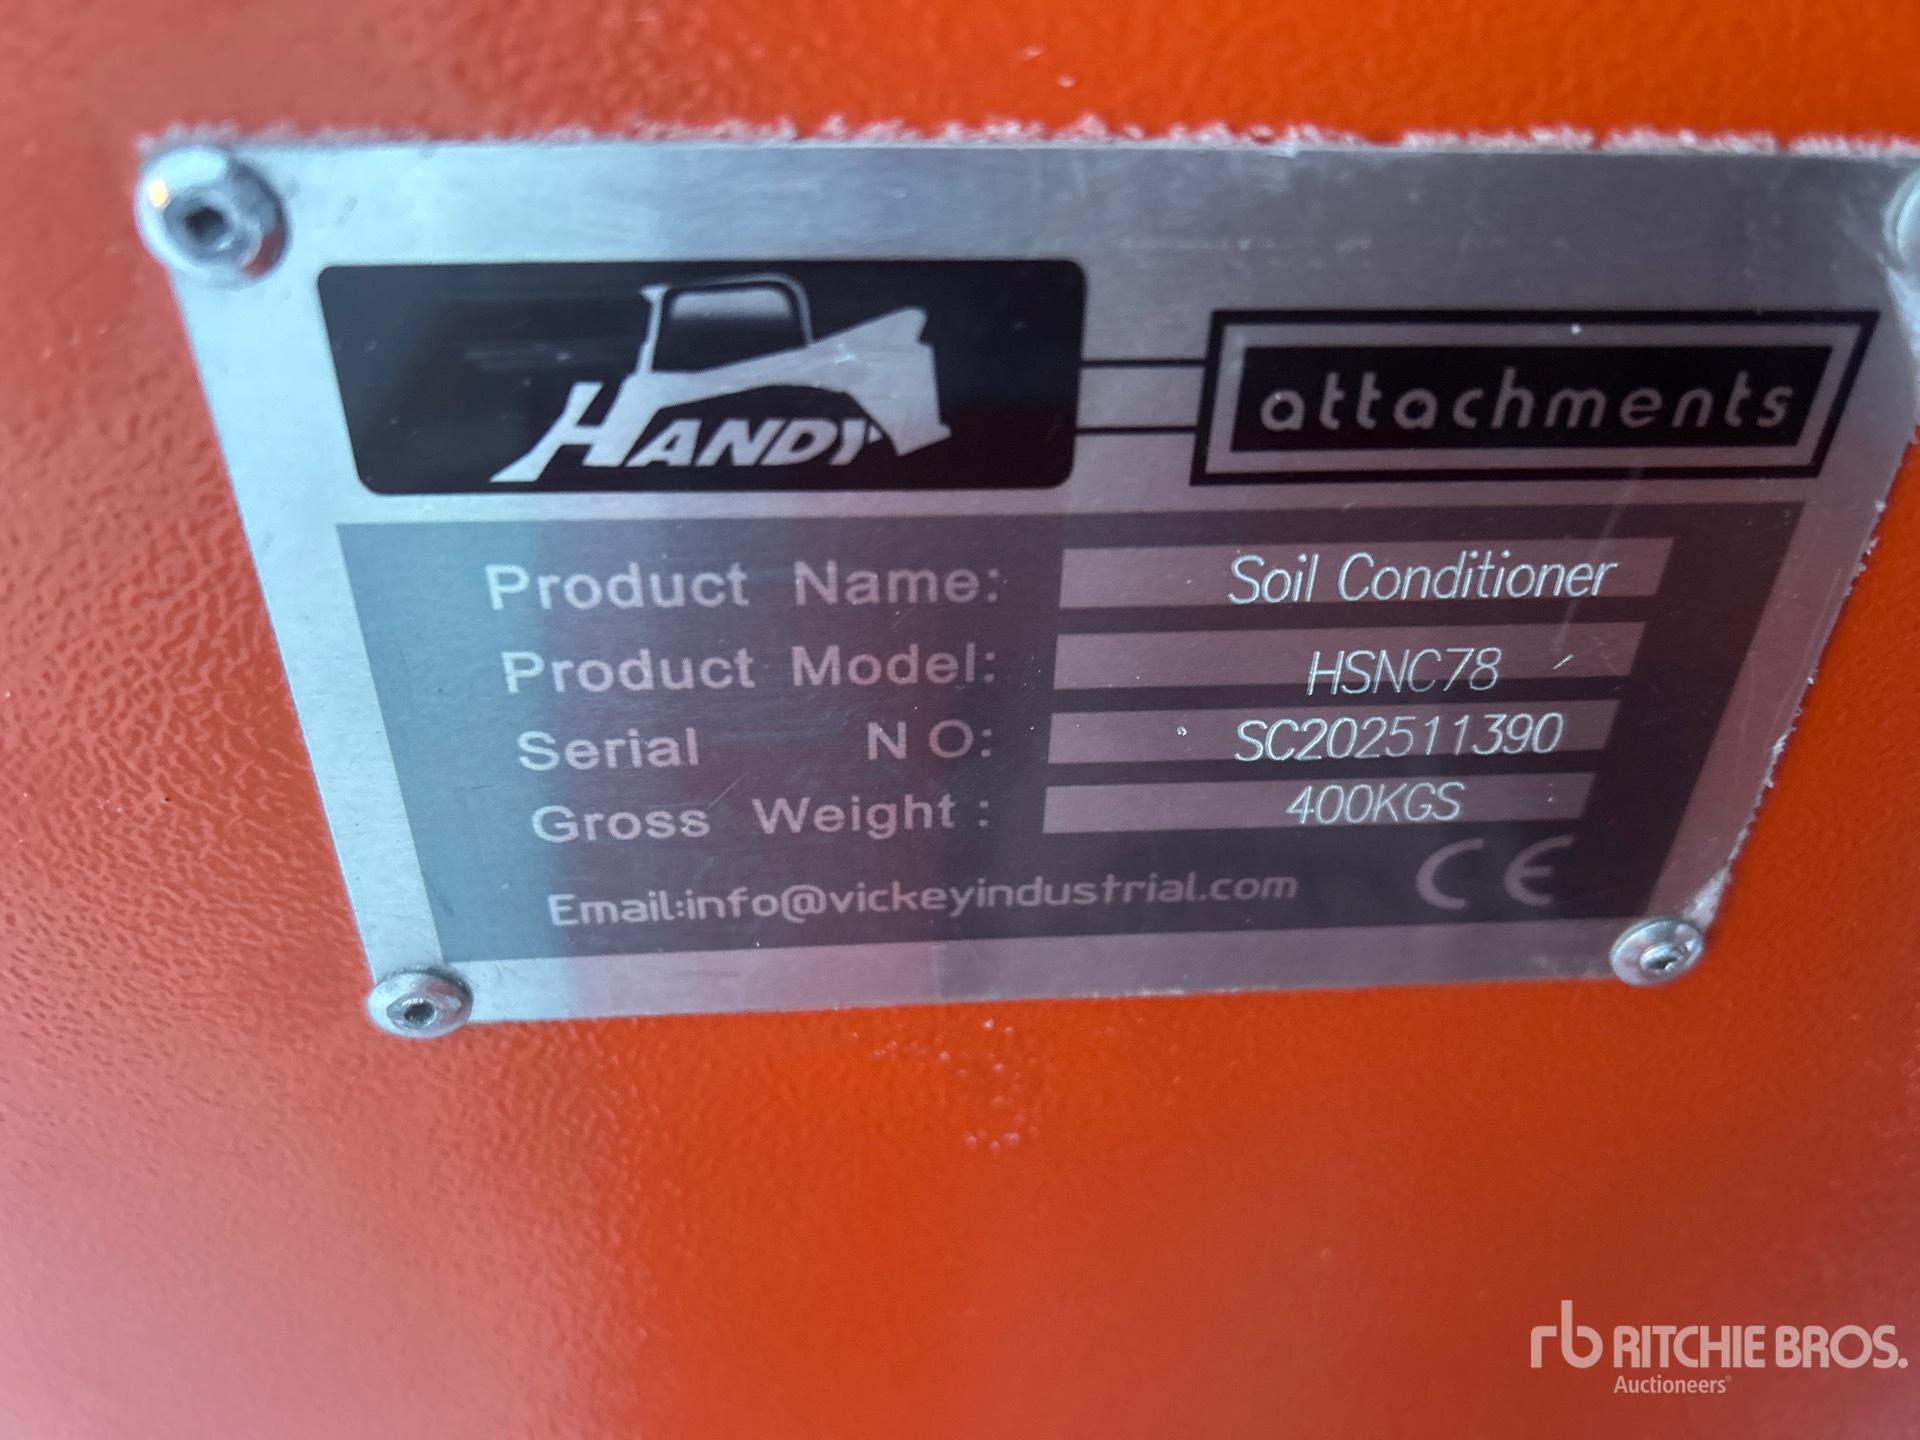 HANDY
attachments
Product Name: Soil Conditioner
Product Model: HSNC78
Serial NO: SC202511390
Gross Weight: 400KGS
Email:info@vickeyindustrial.com CE
rb RITCHIE BROS.
Auctioneers